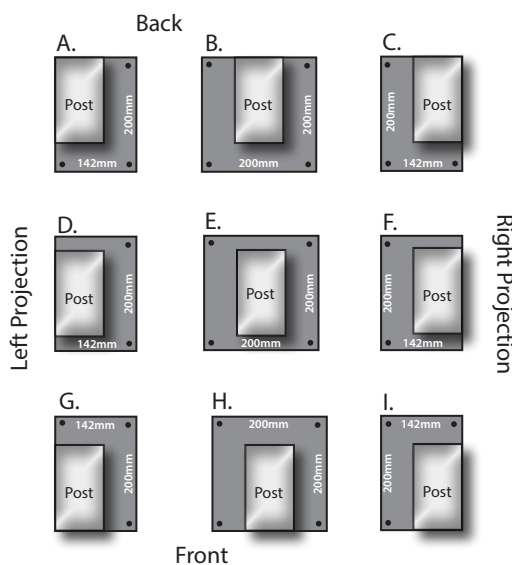 Back
A.
B.
C.
Post
200mm
142mm
Post
200mm
200mm
Post
200mm
142mm
Left Projection
Right Projection
D.
E.
F.
Post
200mm
142mm
Post
200mm
200mm
Post
200mm
142mm
G.
H.
I.
142mm
Post
200mm
200mm
Post
200mm
142mm
Post
200mm
Front